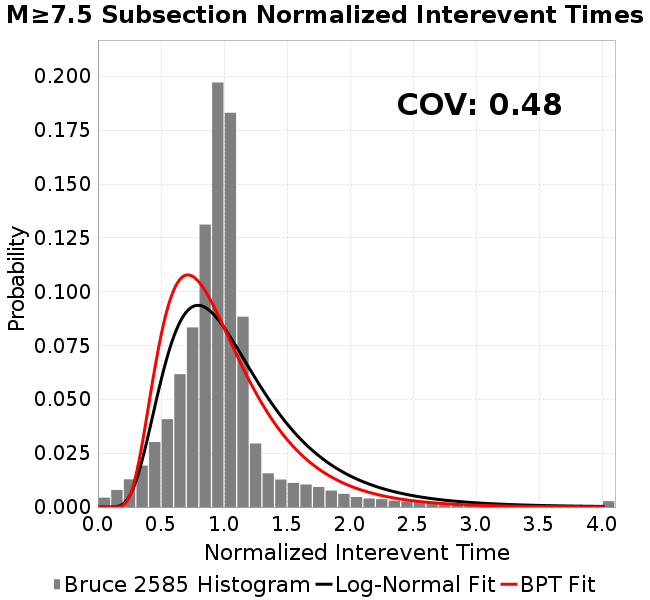 M≥7.5 Subsection Normalized Interevent Times
COV: 0.48
Probability
0.200
0.175
0.150
0.125
0.100
0.075
0.050
0.025
0.000
0.0 0.5 1.0 1.5 2.0 2.5 3.0 3.5 4.0
Normalized Interevent Time
Bruce 2585 Histogram Log-Normal Fit BPT Fit